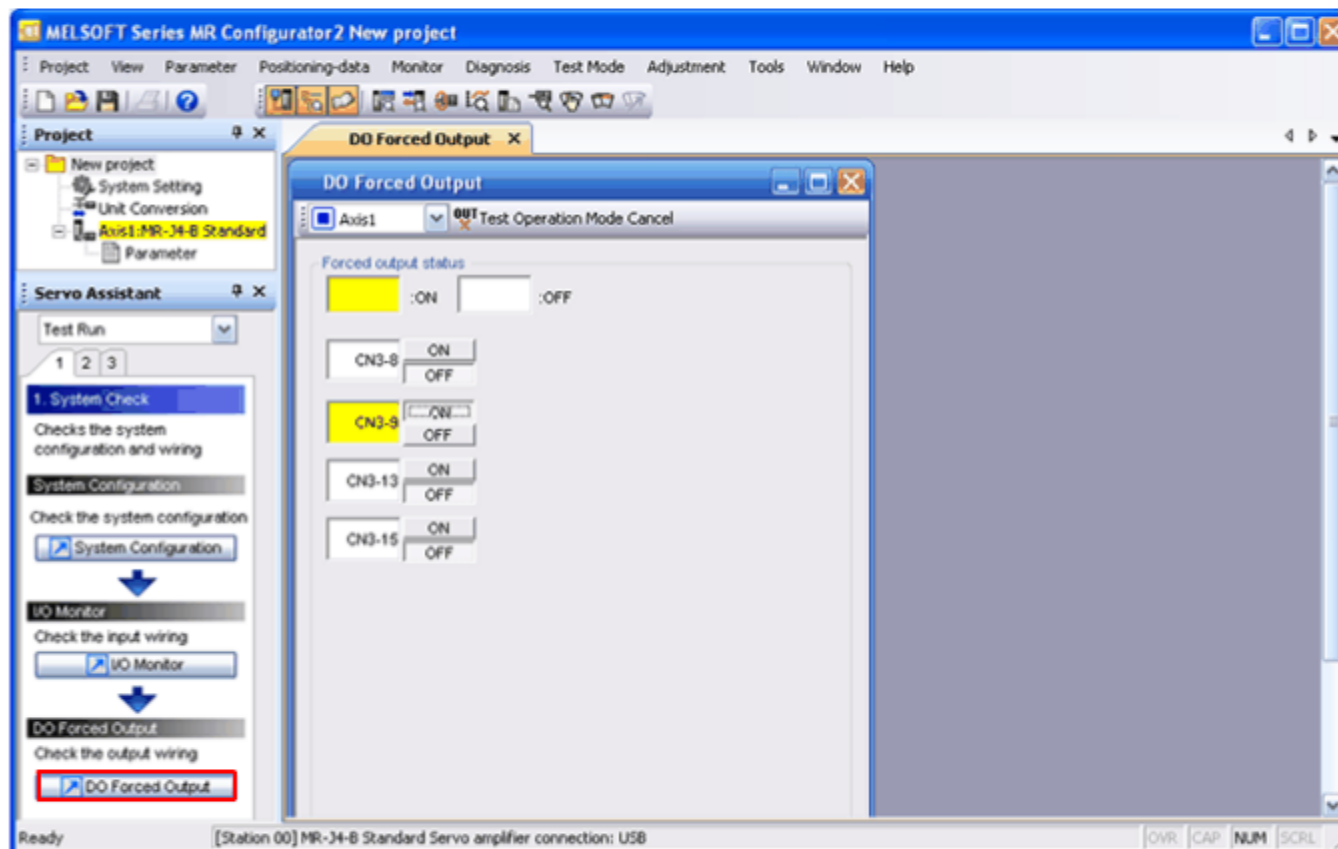 MELSOFT Series MR Configurator2 New project
Project View Parameter Positioning-data Monitor Diagnosis Test Mode Adjustment Tools Window Help
Project
New project
System Setting
Unit Conversion
Axis1:MR-J4-B Standard
Parameter
Servo Assistant
Test Run
1 2 3
1. System Check
Checks the system
configuration and wiring
System Configuration
Check the system configuration
System Configuration
I/O Monitor
Check the input wiring
I/O Monitor
DO Forced Output
Check the output wiring
DO Forced Output
DO Forced Output
DO Forced Output
Axis1 OUT Test Operation Mode Cancel
Forced output status
:ON :OFF
CN3-8 ON
OFF
CN3-9 ON
OFF
CN3-13 ON
OFF
CN3-15 ON
OFF
Ready [Station 00] MR-J4-B Standard Servo amplifier connection: USB OVR CAP NUM SCRL